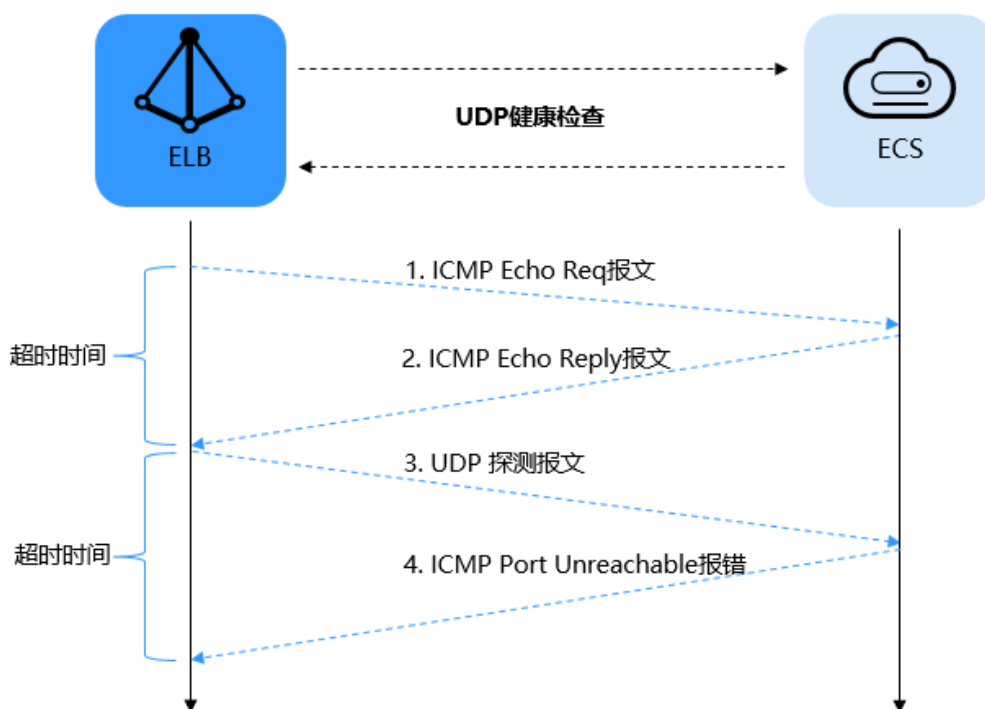 ELB
UDP健康检查
ECS
1. ICMP Echo Req报文
超时时间
2. ICMP Echo Reply报文
3. UDP 探测报文
超时时间
4. ICMP Port Unreachable报错